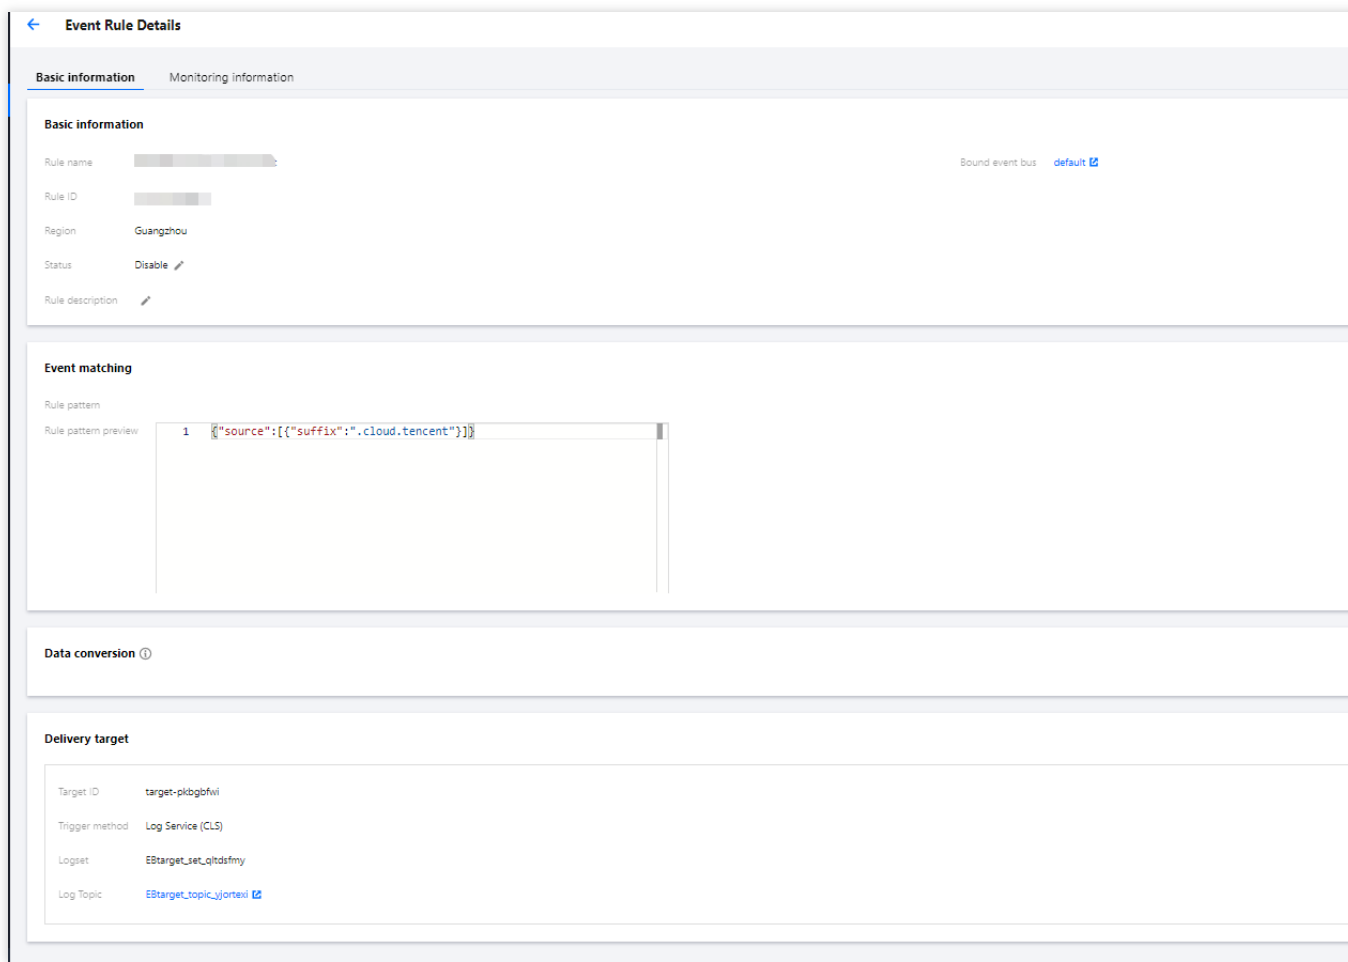 Event Rule Details
Basic information
Monitoring information
Basic information
Rule name
Bound event bus default
Rule ID
Region Guangzhou
Status Disable
Rule description
Event matching
Rule pattern
Rule pattern preview
1 {"source":[{"suffix":".cloud.tencent"}]}
Data conversion
Delivery target
Target ID target-pkbgbfwi
Trigger method Log Service (CLS)
Logset EBtarget_set_qltdsfmy
Log Topic EBtarget_topic_yjortexi